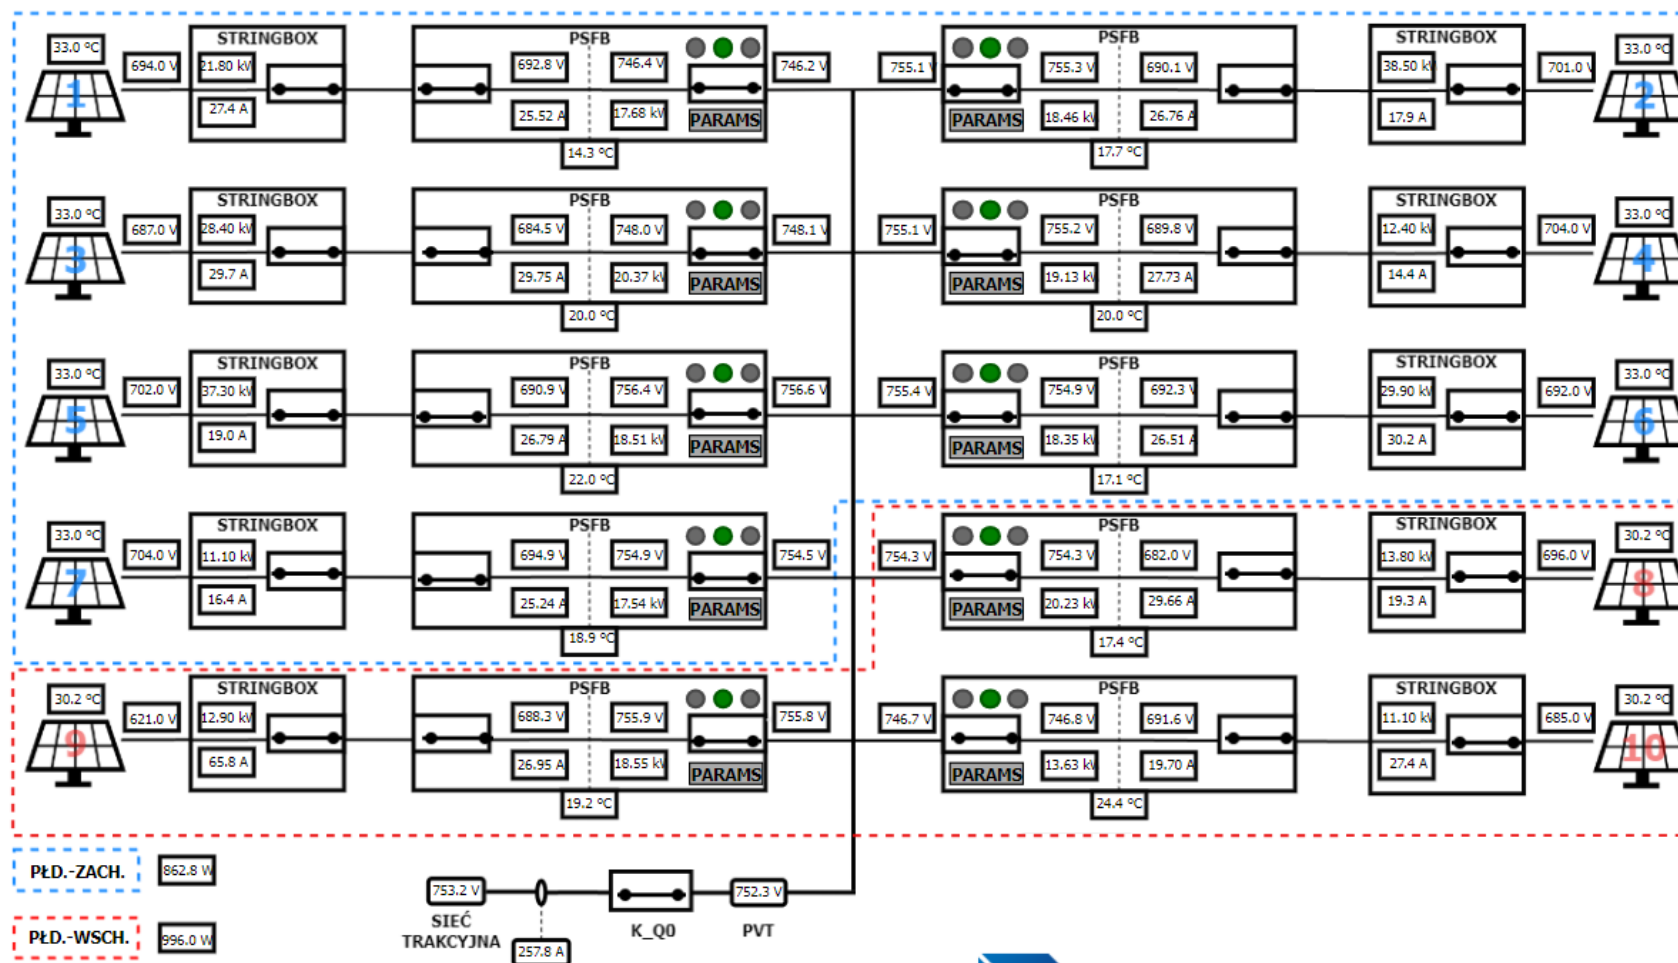 33.0 °C
694.0 V
STRINGBOX
21.80 kW
27.4 A
PSFB
692.8 V
746.4 V
25.52 A
17.68 kW
PARAMS
14.3 °C
746.2 V
755.1 V
PSFB
755.3 V
690.1 V
PARAMS
18.46 kW
26.76 A
17.7 °C
STRINGBOX
38.50 kW
17.9 A
701.0 V
33.0 °C
1
2
33.0 °C
687.0 V
STRINGBOX
28.40 kW
29.7 A
PSFB
684.5 V
748.0 V
29.75 A
20.37 kW
PARAMS
20.0 °C
748.1 V
755.1 V
PSFB
755.2 V
689.8 V
PARAMS
19.13 kW
27.73 A
20.0 °C
STRINGBOX
12.40 kW
14.4 A
704.0 V
33.0 °C
3
4
33.0 °C
702.0 V
STRINGBOX
37.30 kW
19.0 A
PSFB
690.9 V
756.4 V
26.79 A
18.51 kW
PARAMS
22.0 °C
756.6 V
755.4 V
PSFB
754.9 V
692.3 V
PARAMS
18.35 kW
26.51 A
17.1 °C
STRINGBOX
29.90 kW
30.2 A
692.0 V
33.0 °C
5
6
33.0 °C
704.0 V
STRINGBOX
11.10 kW
16.4 A
PSFB
694.9 V
754.9 V
25.24 A
17.54 kW
PARAMS
18.9 °C
754.5 V
754.3 V
PSFB
754.3 V
682.0 V
PARAMS
20.23 kW
29.66 A
17.4 °C
STRINGBOX
13.80 kW
19.3 A
696.0 V
30.2 °C
7
8
30.2 °C
621.0 V
STRINGBOX
12.90 kW
65.8 A
PSFB
688.3 V
755.9 V
26.95 A
18.55 kW
PARAMS
19.2 °C
755.8 V
746.7 V
PSFB
746.8 V
691.6 V
PARAMS
13.63 kW
19.70 A
24.4 °C
STRINGBOX
11.10 kW
27.4 A
685.0 V
30.2 °C
9
10
PŁD.-ZACH.
862.8 W
PŁD.-WSCH.
996.0 W
753.2 V
SIEĆ
TRAKCYJNA
257.8 A
K_Q0
752.3 V
PVT